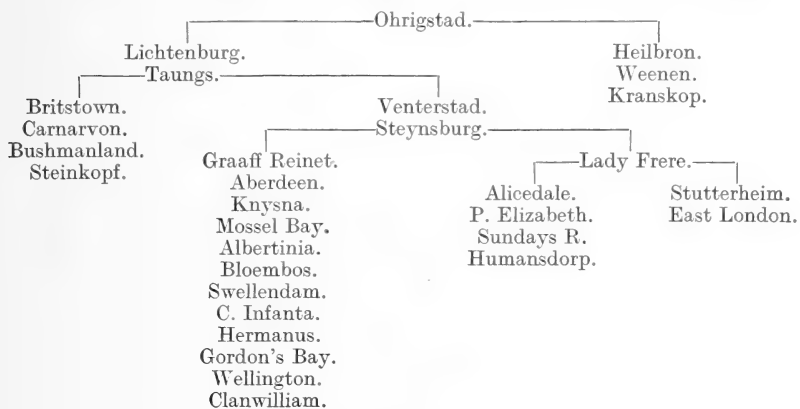 Ohrigstad.
Lichtenburg. Heilbron.
Taungs. Weenen.
Kranskop.
Britstown. Venterstad.
Carnarvon. Steynsburg.
Bushmanland.
Steinkopf.
Graaff Reinet. Lady Frere.
Aberdeen.
Knysna. Alicedale. Stutterheim.
Mossel Bay. P. Elizabeth. East London.
Albertinia. Sundays R.
Bloembos. Humansdorp.
Swellendam.
C. Infanta.
Hermanus.
Gordon's Bay.
Wellington.
Clanwilliam.